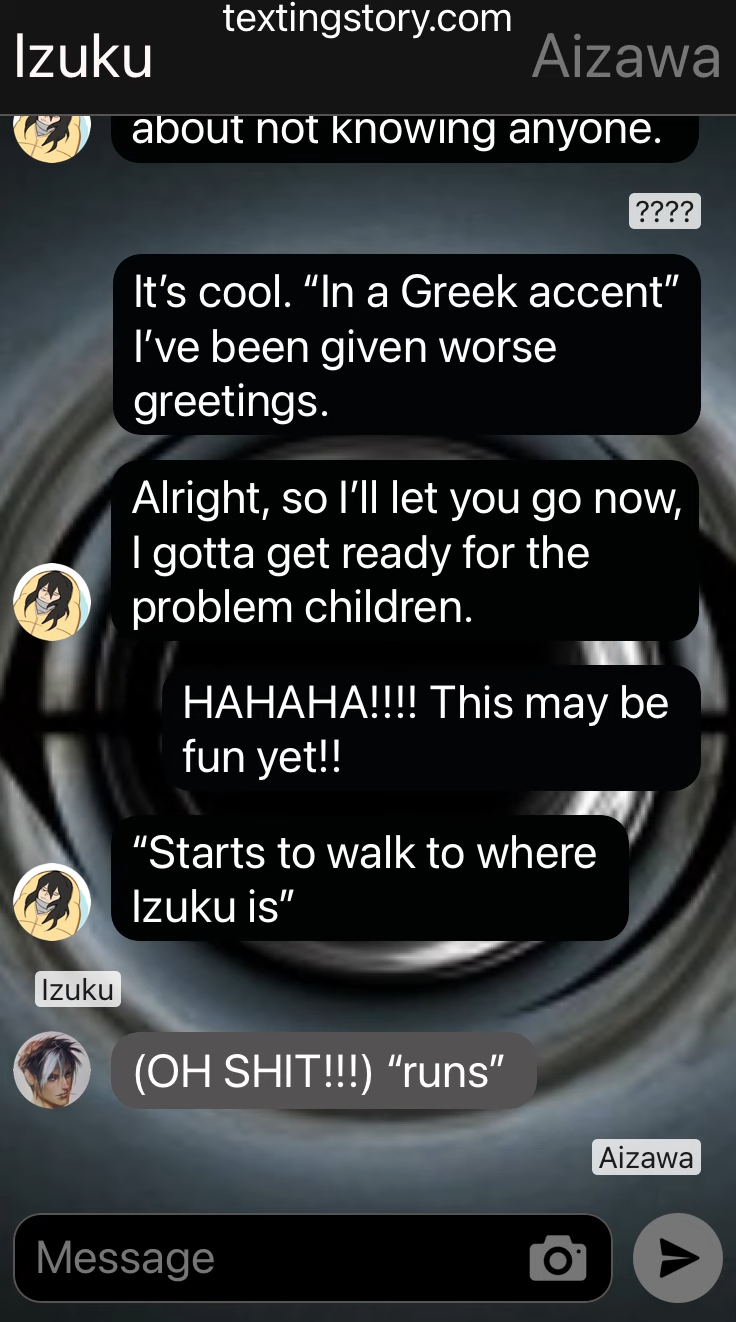 textingstory.com
Izuku
Aizawa
about not knowing anyone.
????
It’s cool. “In a Greek accent”
I’ve been given worse
greetings.
Alright, so I’ll let you go now,
I gotta get ready for the
problem children.
HAHAHA!!!! This may be
fun yet!!
“Starts to walk to where
Izuku is”
Izuku
(OH SHIT!!!) “runs”
Aizawa
Message